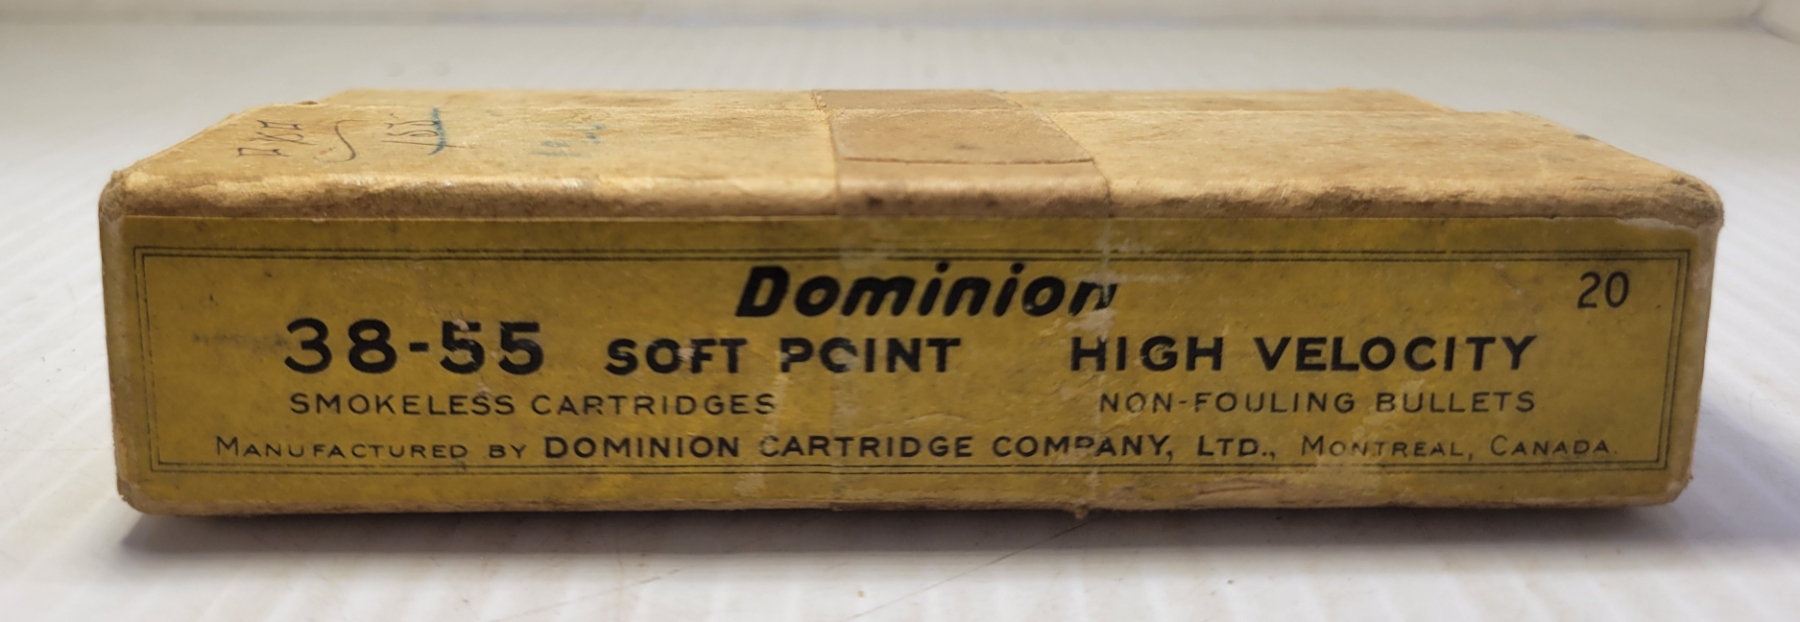 Dominion
20
38-55 SOFT POINT HIGH VELOCITY
SMOKELESS CARTRIDGES NON-FOULING BULLETS
MANUFACTURED BY DOMINION CARTRIDGE COMPANY, LTD., MONTREAL, CANADA.